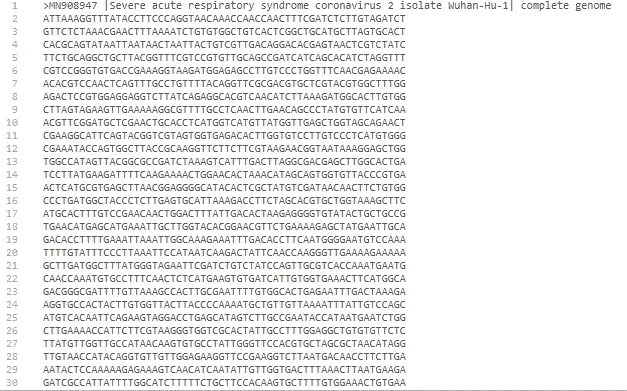 1 >MN908947 |Severe acute respiratory syndrome coronavirus 2 isolate Wuhan-Hu-1| complete genome
2 ATTAAAGGTTTATACCTTCCCAGGTAACAAACCAACCAACTTTCGATCTCTTGTAGATCT
3 GTTCTCTAAACGAACTTTAAAATCTGTGTGGCTGTCACTCGGCTGCATGCTTAGTGCACT
4 CACGCAGTATAATTAATAACTAATTACTGTCGTTGACAGGACACGAGTAACTCGTCTATC
5 TTCTGCAGGCTGCTTACGGTTTCGTCCGTGTTGCAGCCGATCATCAGCACATCTAGGTTT
6 CGTCCGGGTGTGACCGAAAGGTAAGATGGAGAGCCTTGTCCCTGGTTTCAACGAGAAAAC
7 ACACGTCCAACTCAGTTTGCCTGTTTTACAGGTTCGCGACGTGCTCGTACGTGGCTTTGG
8 AGACTCCGTGGAGGAGGTCTTATCAGAGGCACGTCAACATCTTAAAGATGGCACTTGTGG
9 CTTAGTAGAAGTTGAAAAAGGCGTTTTGCCTCAACTTGAACAGCCCTATGTGTTCATCAA
10 ACGTTCGGATGCTCGAACTGCACCTCATGGTCATGTTATGGTTGAGCTGGTAGCAGAACT
11 CGAAGGCATTCAGTACGGTCGTAGTGGTGAGACACTTGGTGTCCTTGTCCCTCATGTGGG
12 CGAAATACCAGTGGCTTACCGCAAGGTTCTTCTTCGTAAGAACGGTAATAAAGGAGCTGG
13 TGGCCATAGTTACGGCGCCGATCTAAAGTCATTTGACTTAGGCGACGAGCTTGGCACTGA
14 TCCTTATGAAGATTTTCAAGAAAACTGGAACACTAAACATAGCAGTGGTGTTACCCGTGA
15 ACTCATGCGTGAGCTTAACGGAGGGGCATACACTCGCTATGTCGATAACAACTTCTGTGG
16 CCCTGATGGCTACCCTCTTGAGTGCATTAAAGACCTTCTAGCACGTGCTGGTAAAGCTTC
17 ATGCACTTTGTCCGAACAACTGGACTTTATTGACACTAAGAGGGGTGTATACTGCTGCCG
18 TGAACATGAGCATGAAATTGCTTGGTACACGGAACGTTCTGAAAAGAGCTATGAATTGCA
19 GACACCTTTTGAAATTAAATTGGCAAAGAAATTTGACACCTTCAATGGGGAATGTCCAAA
20 TTTTGTATTTCCCTTAAATTCCATAATCAAGACTATTCAACCAAGGGTTGAAAAGAAAAA
21 GCTTGATGGCTTTATGGGTAGAATTCGATCTGTCTATCCAGTTGCGTCACCAAATGAATG
22 CAACCAAATGTGCCTTTCAACTCTCATGAAGTGTGATCATTGTGGTGAAACTTCATGGCA
23 GACGGGCGATTTTGTTAAAGCCACTTGCGAATTTTGTGGCACTGAGAATTTGACTAAAGA
24 AGGTGCCACTACTTGTGGTTACTTACCCCAAAATGCTGTTGTTAAAATTTATTGTCCAGC
25 ATGTCACAATTCAGAAGTAGGACCTGAGCATAGTCTTGCCGAATACCATAATGAATCTGG
26 CTTGAAAACCATTCTTCGTAAGGGTGGTCGCACTATTGCCTTTGGAGGCTGTGTGTTCTC
27 TTATGTTGGTTGCCATAACAAGTGTGCCTATTGGGTTCCACGTGCTAGCGCTAACATAGG
28 TTGTAACCATACAGGTGTTGTTGGAGAAGGTTCCGAAGGTCTTAATGACAACCTTCTTGA
29 AATACTCCAAAAAGAGAAAGTCAACATCAATATTGTTGGTGACTTTAAACTTAATGAAGA
30 GATCGCCATTATTTTGGCATCTTTTTCTGCTTCCACAAGTGCTTTTGTGGAAACTGTGAA